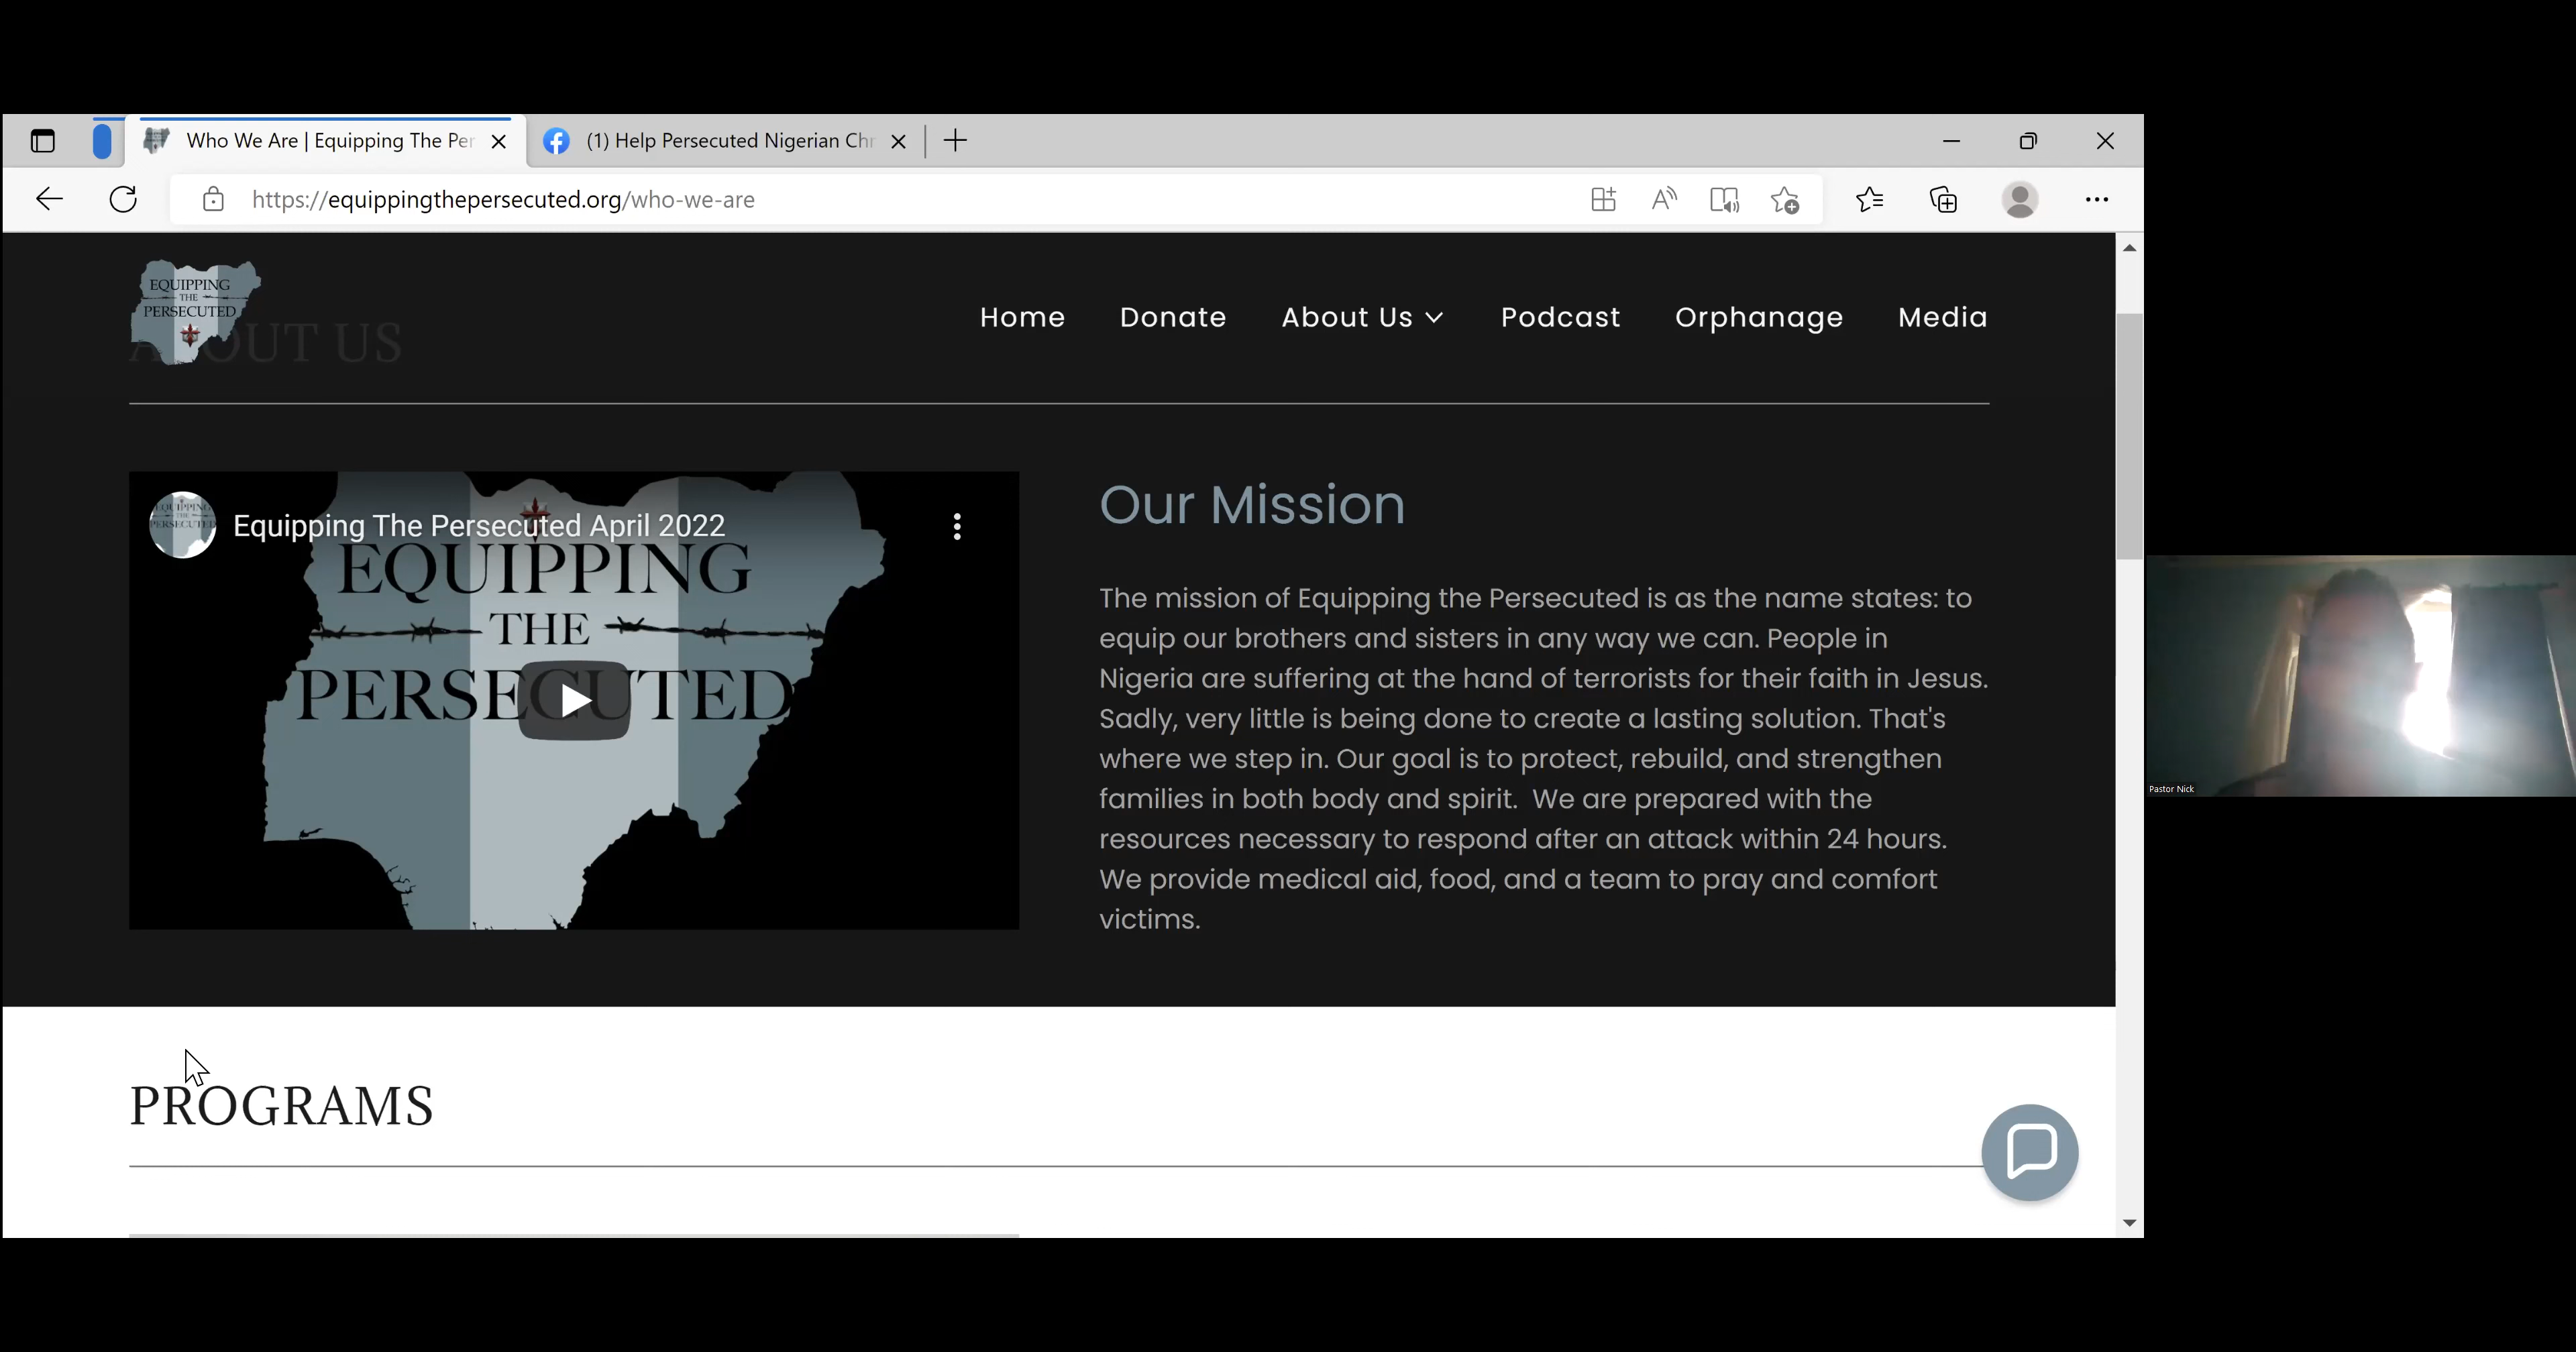 Who We Are | Equipping The Per
(1) Help Persecuted Nigerian Chr
https://equippingthepersecuted.org/who-we-are
EQUIPPING
THE
PERSECUTED
ABOUT US
Home Donate About Us Podcast Orphanage Media
EQUIPPING
THE
PERSECUTED
Equipping The Persecuted April 2022
EQUIPPING
THE
PERSECUTED
Our Mission
The mission of Equipping the Persecuted is as the name states: to
equip our brothers and sisters in any way we can. People in
Nigeria are suffering at the hand of terrorists for their faith in Jesus.
Sadly, very little is being done to create a lasting solution. That's
where we step in. Our goal is to protect, rebuild, and strengthen
families in both body and spirit. We are prepared with the
resources necessary to respond after an attack within 24 hours.
We provide medical aid, food, and a team to pray and comfort
victims.
Pastor Nick
PROGRAMS